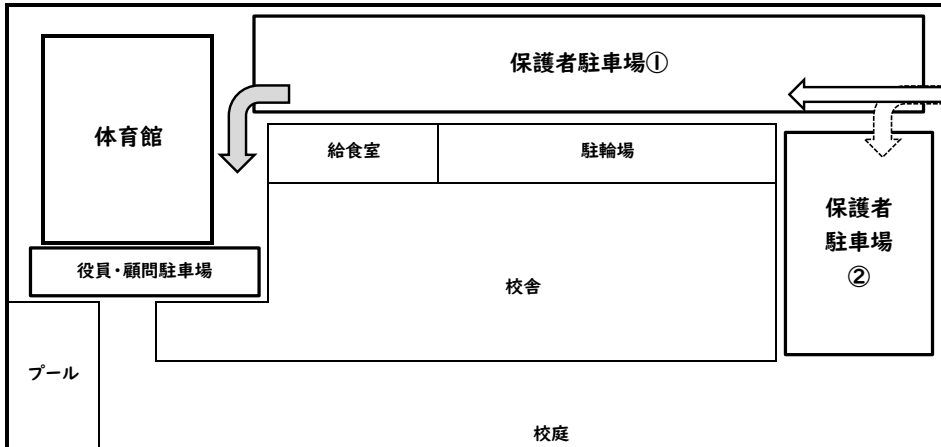 保護者駐車場①
体育館
給食室
駐輪場
保護者
駐車場
②
役員・顧問駐車場
校舎
プール
校庭